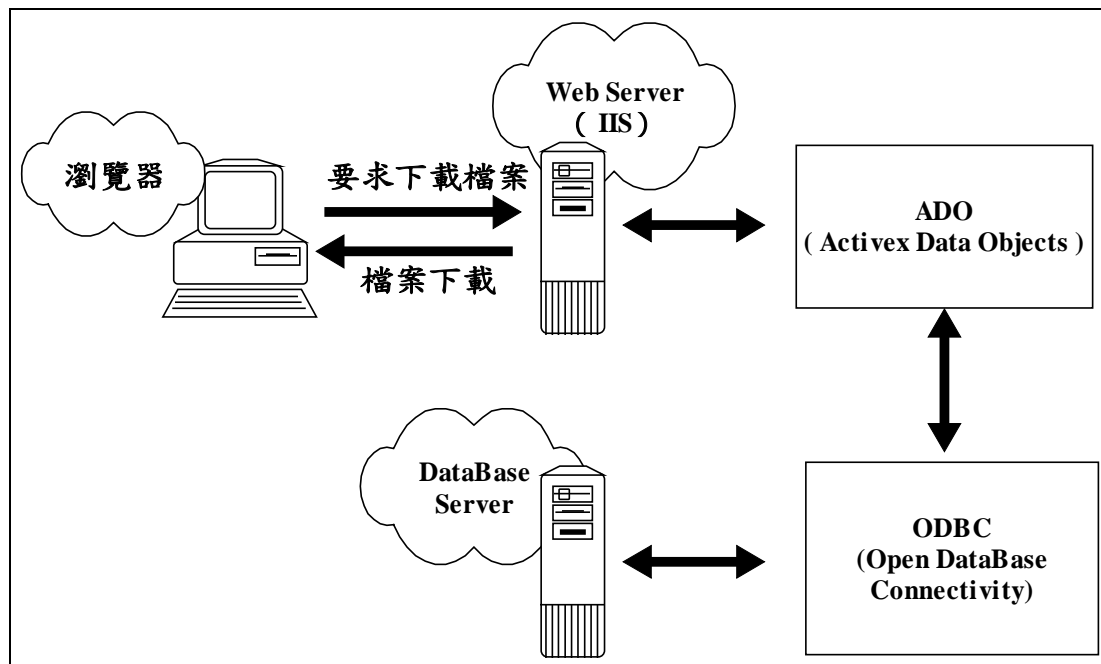 Web Server
( IIS )
瀏覽器
要求下載檔案
檔案下載
ADO
( Activex Data Objects )
DataBase
Server
ODBC
(Open DataBase
Connectivity)